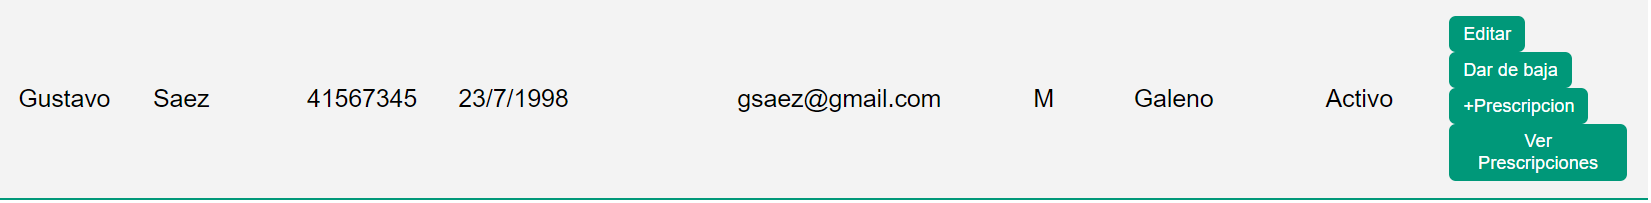 Gustavo Saez 41567345 23/7/1998 gsaez@gmail.com M Galeno Activo
Editar
Dar de baja
+Prescripcion
Ver
Prescripciones